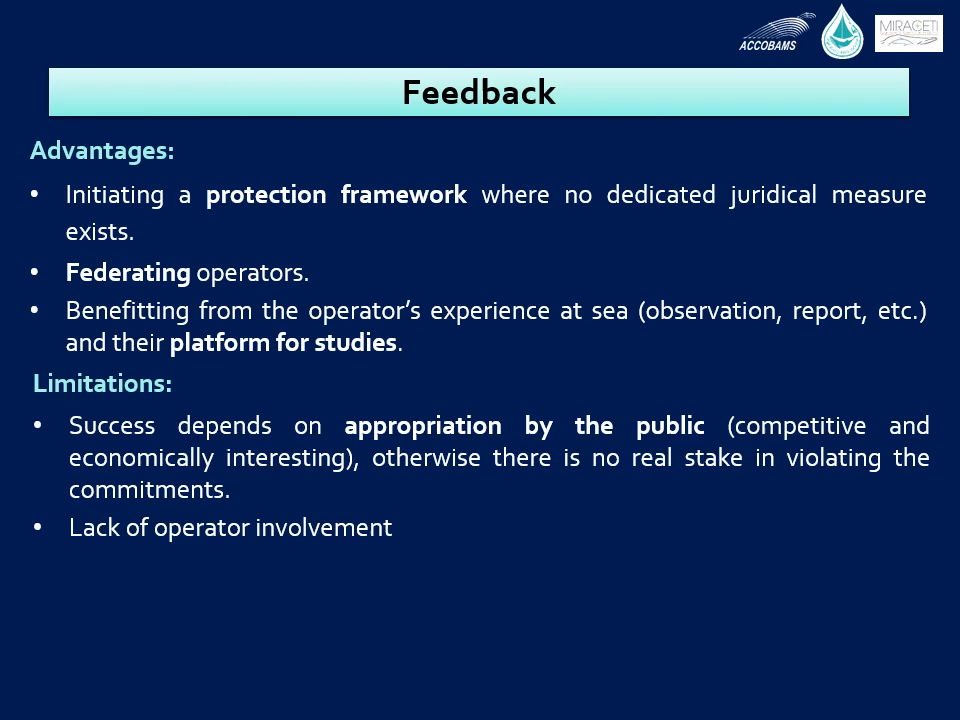 ACCOBAMS
MIRACETI
Feedback
Advantages:
• Initiating a protection framework where no dedicated juridical measure
exists.
• Federating operators.
• Benefitting from the operator’s experience at sea (observation, report, etc.)
and their platform for studies.
Limitations:
• Success depends on appropriation by the public (competitive and
economically interesting), otherwise there is no real stake in violating the
commitments.
• Lack of operator involvement